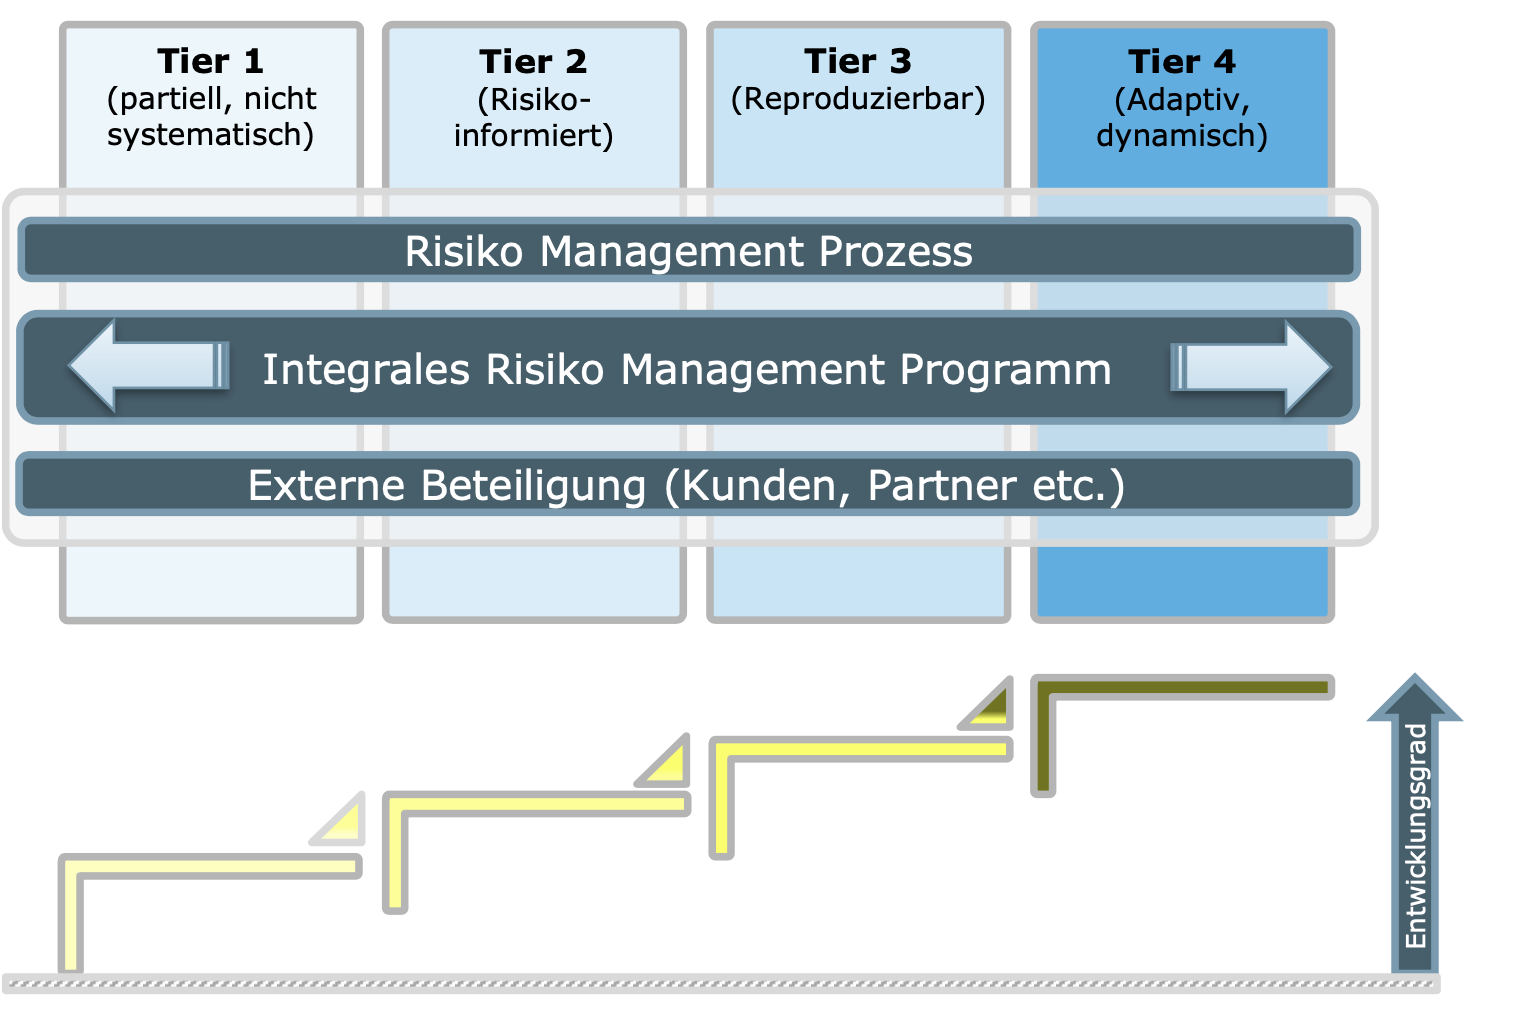 Tier 1
(partiell, nicht
systematisch)
Tier 2
(Risiko-
informiert)
Tier 3
(Reproduzierbar)
Tier 4
(Adaptiv,
dynamisch)
Risiko Management Prozess
Integrales Risiko Management Programm
Externe Beteiligung (Kunden, Partner etc.)
Entwicklungsgrad